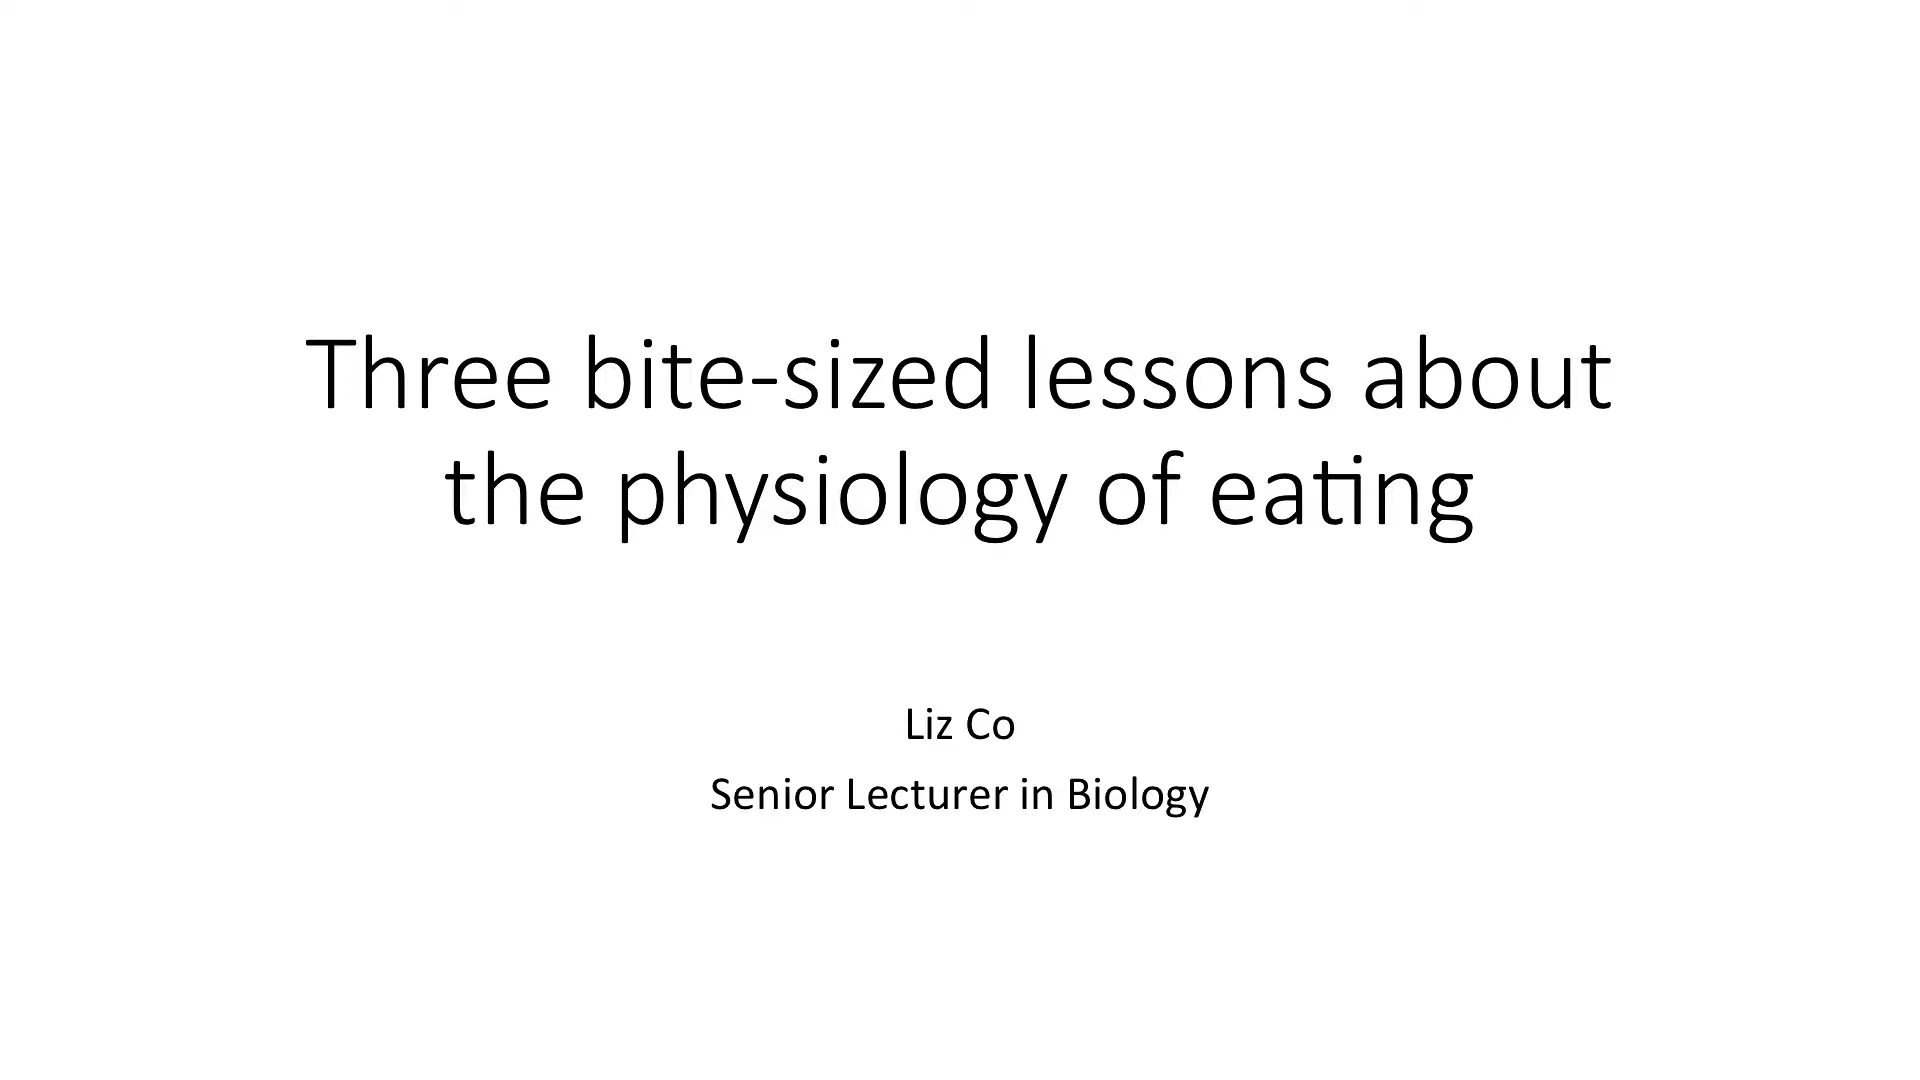 Three bite-sized lessons about
the physiology of eating
Liz Co
Senior Lecturer in Biology